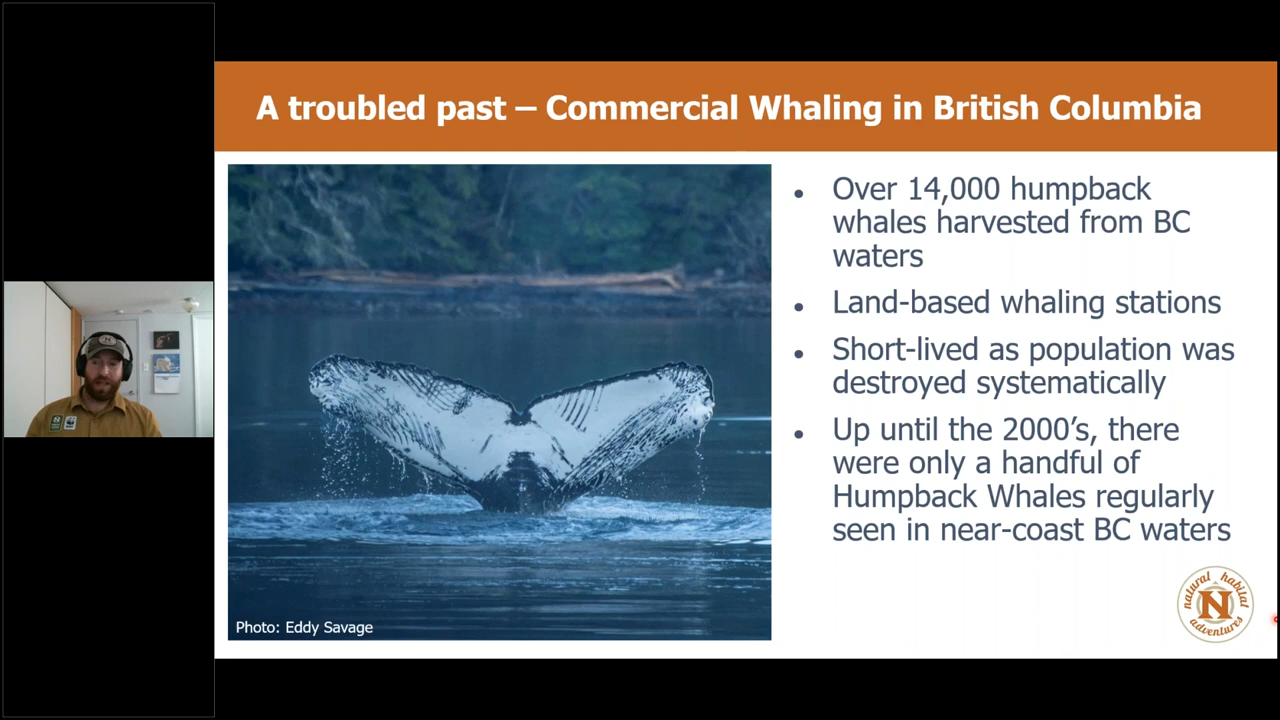 A troubled past – Commercial Whaling in British Columbia
• Over 14,000 humpback
whales harvested from BC
waters
• Land-based whaling stations
• Short-lived as population was
destroyed systematically
• Up until the 2000’s, there
were only a handful of
Humpback Whales regularly
seen in near-coast BC waters
Photo: Eddy Savage
natural habitat
N
adventures